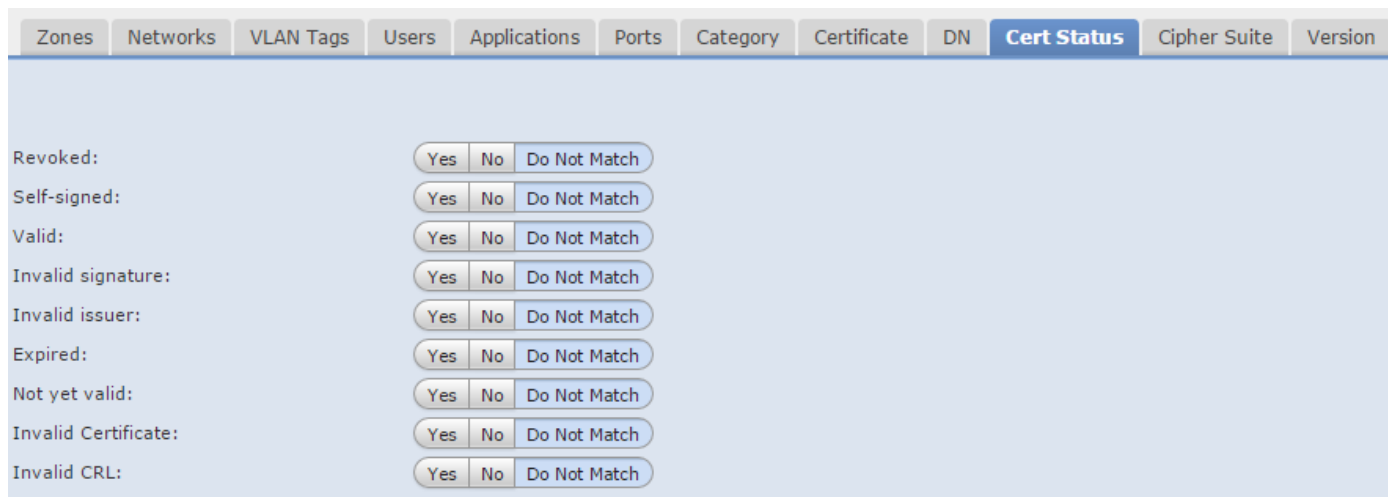 Zones Networks VLAN Tags Users Applications Ports Category Certificate DN Cert Status Cipher Suite Version
Revoked: Yes No Do Not Match
Self-signed: Yes No Do Not Match
Valid: Yes No Do Not Match
Invalid signature: Yes No Do Not Match
Invalid issuer: Yes No Do Not Match
Expired: Yes No Do Not Match
Not yet valid: Yes No Do Not Match
Invalid Certificate: Yes No Do Not Match
Invalid CRL: Yes No Do Not Match